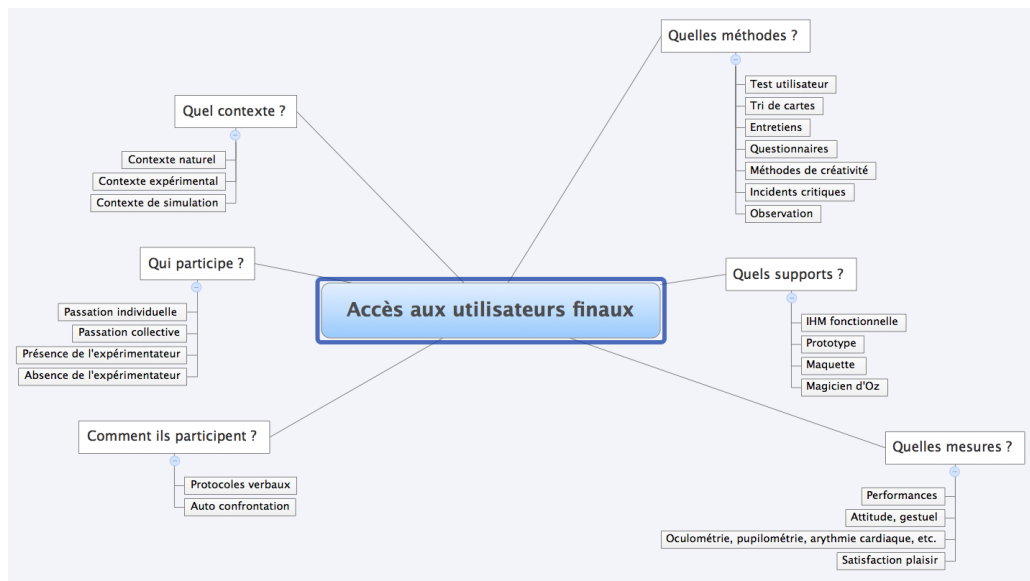 Accès aux utilisateurs finaux
Quel contexte ?
Contexte naturel
Contexte expérimental
Contexte de simulation
Qui participe ?
Passation individuelle
Passation collective
Présence de l'expérimentateur
Absence de l'expérimentateur
Comment ils participent ?
Protocoles verbaux
Auto confrontation
Quelles méthodes ?
Test utilisateur
Tri de cartes
Entretiens
Questionnaires
Méthodes de créativité
Incidents critiques
Observation
Quels supports ?
IHM fonctionnelle
Prototype
Maquette
Magicien d'Oz
Quelles mesures ?
Performances
Attitude, gestuel
Oculométrie, pupilométrie, arythmie cardiaque, etc.
Satisfaction plaisir